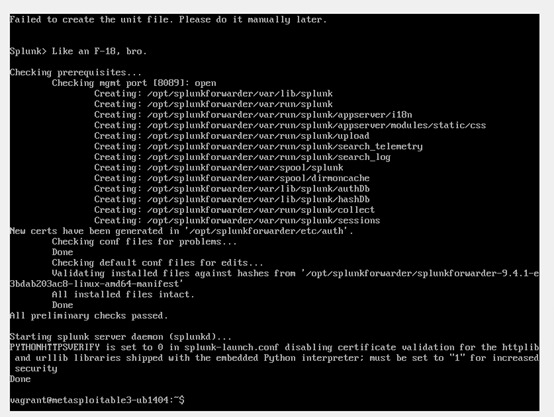 Failed to create the unit file. Please do it manually later.
Splunk> Like an F-18, bro.
Checking prerequisites...
Checking mgmt port [8089]: open
Creating: /opt/splunkforwarder/var/lib/splunk
Creating: /opt/splunkforwarder/var/run/splunk
Creating: /opt/splunkforwarder/var/run/splunk/appserver/i18n
Creating: /opt/splunkforwarder/var/run/splunk/appserver/modules/static/css
Creating: /opt/splunkforwarder/var/run/splunk/upload
Creating: /opt/splunkforwarder/var/run/splunk/search_telemetry
Creating: /opt/splunkforwarder/var/run/splunk/search_log
Creating: /opt/splunkforwarder/var/spool/splunk
Creating: /opt/splunkforwarder/var/spool/dirmoncache
Creating: /opt/splunkforwarder/var/lib/splunk/authDb
Creating: /opt/splunkforwarder/var/lib/splunk/hashDb
Creating: /opt/splunkforwarder/var/run/splunk/collect
Creating: /opt/splunkforwarder/var/run/splunk/sessions
New certs have been generated in '/opt/splunkforwarder/etc/auth'.
Checking conf files for problems...
Done
Checking default conf files for edits...
Validating installed files against hashes from '/opt/splunkforwarder/splunkforwarder-9.4.1-e
3bdab203ac8-linux-amd64-manifest'
All installed files intact.
Done
All preliminary checks passed.
Starting splunk server daemon (splunkd)...
PYTHONHTTPSVERIFY is set to 0 in splunk-launch.conf disabling certificate validation for the httplib
and urllib libraries shipped with the embedded Python interpreter; must be set to "1" for increased
security
Done
vagrant@metasploitable3-ub1404:~$